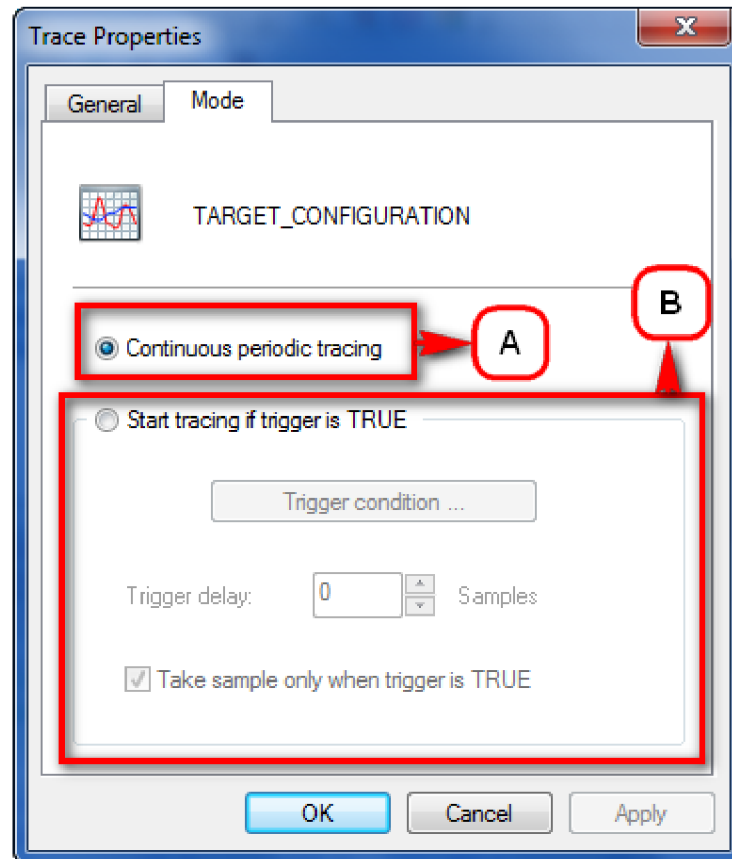 Trace Properties
X
General Mode
TARGET_CONFIGURATION
B
Continuous periodic tracing
A
Start tracing if trigger is TRUE
Trigger condition ...
Trigger delay: 0 Samples
Take sample only when trigger is TRUE
OK Cancel Apply